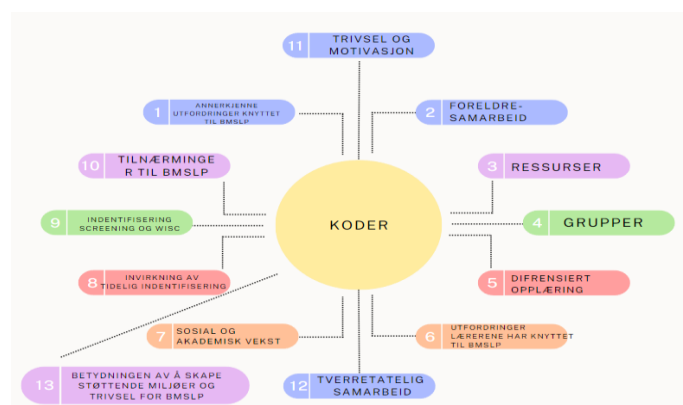 11 TRIVSEL OG
MOTIVASJON
1 ANNERKJENNE
UTFORDRINGER KNYTTET
TIL BMSLP
2 FORELDRE-
SAMARBEID
10 TILNÆRMINGE
R TIL BMSLP
3 RESSURSER
9 INDENTIFISERING
SCREENING OG WISC
KODER
4 GRUPPER
8 INVIRKNING AV
TIDELIG INDENTIFISERING
5 DIFRENSIERT
OPPLÆRING
7 SOSIAL OG
AKADEMISK VEKST
6 UTFORDRINGER
LÆRERENE HAR KNYTTET
TIL BMSLP
13 BETYDNINGEN AV Å SKAPE
STØTTENDE MILJØER OG
TRIVSEL FOR BMSLP
12 TVERRETATELIG
SAMARBEID